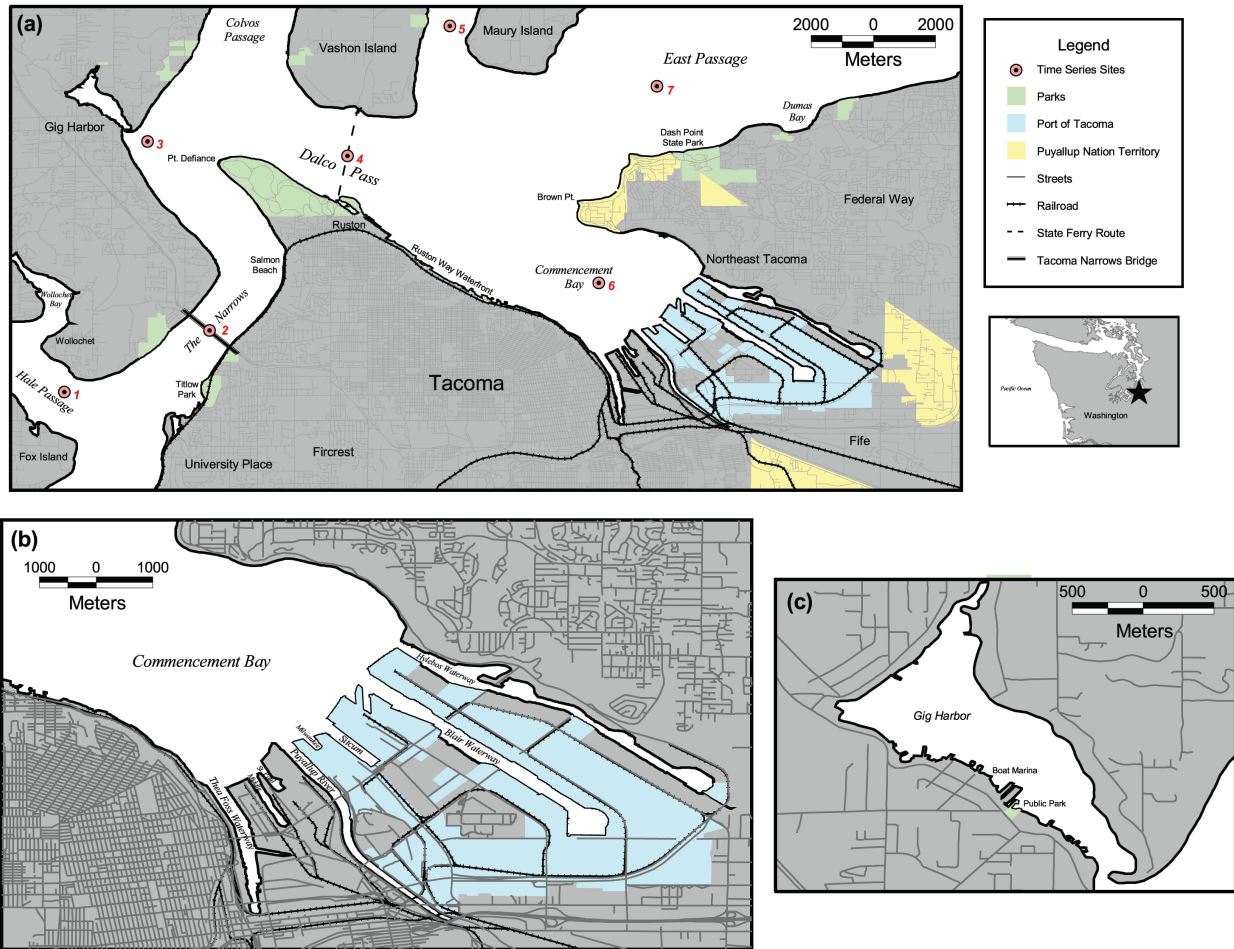 (a)
Colvos
Passage
Vashon Island
5
Maury Island
2000 0 2000
Meters
East Passage
7
Gig Harbor
3
Pt. Defiance
Dalco Pass
4
Dumas
Bay
Dash Point
State Park
Brown Pt.
Federal Way
Ruston
Salmon
Beach
Ruston Way Waterfront
Commencement
Bay
6
Northeast Tacoma
Wollochet
Bay
Wollochet
The Narrows
2
Hale Passage
1
Titlow
Park
Tacoma
Fox Island
University Place
Fircrest
Fife
Legend
Time Series Sites
Parks
Port of Tacoma
Puyallup Nation Territory
Streets
Railroad
State Ferry Route
Tacoma Narrows Bridge
Pacific Ocean
Washington
(b)
1000 0 1000
Meters
Commencement Bay
Hylebos Waterway
Blair Waterway
Sitcum
Milwaukee
Puyallup River
Middle
Thea Foss Waterway
(c)
500 0 500
Meters
Gig Harbor
Boat Marina
Public Park